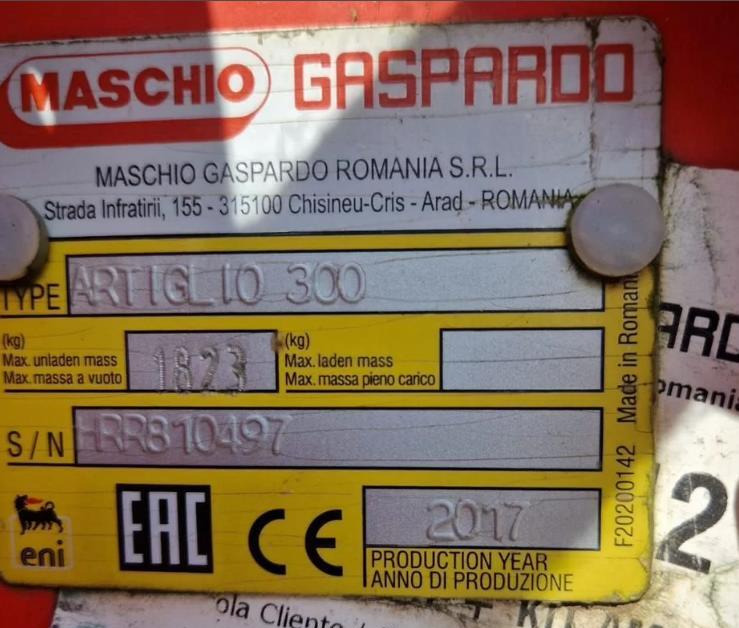 MASCHIO GASPARDO
MASCHIO GASPARDO ROMANIA S.R.L.
Strada Infratirii, 155 - 315100 Chisineu-Cris - Arad - ROMANIA
TYPE ARTIGLIO 300
(kg)
Max. unladen mass
Max. massa a vuoto
1823
(kg)
Max. laden mass
Max. massa pieno carico
S/N HRR810497
eni
EAC
CE
2017
PRODUCTION YEAR
ANNO DI PRODUZIONE
F20200142 Made in Romani
ARD
omania
2
ola Cliente